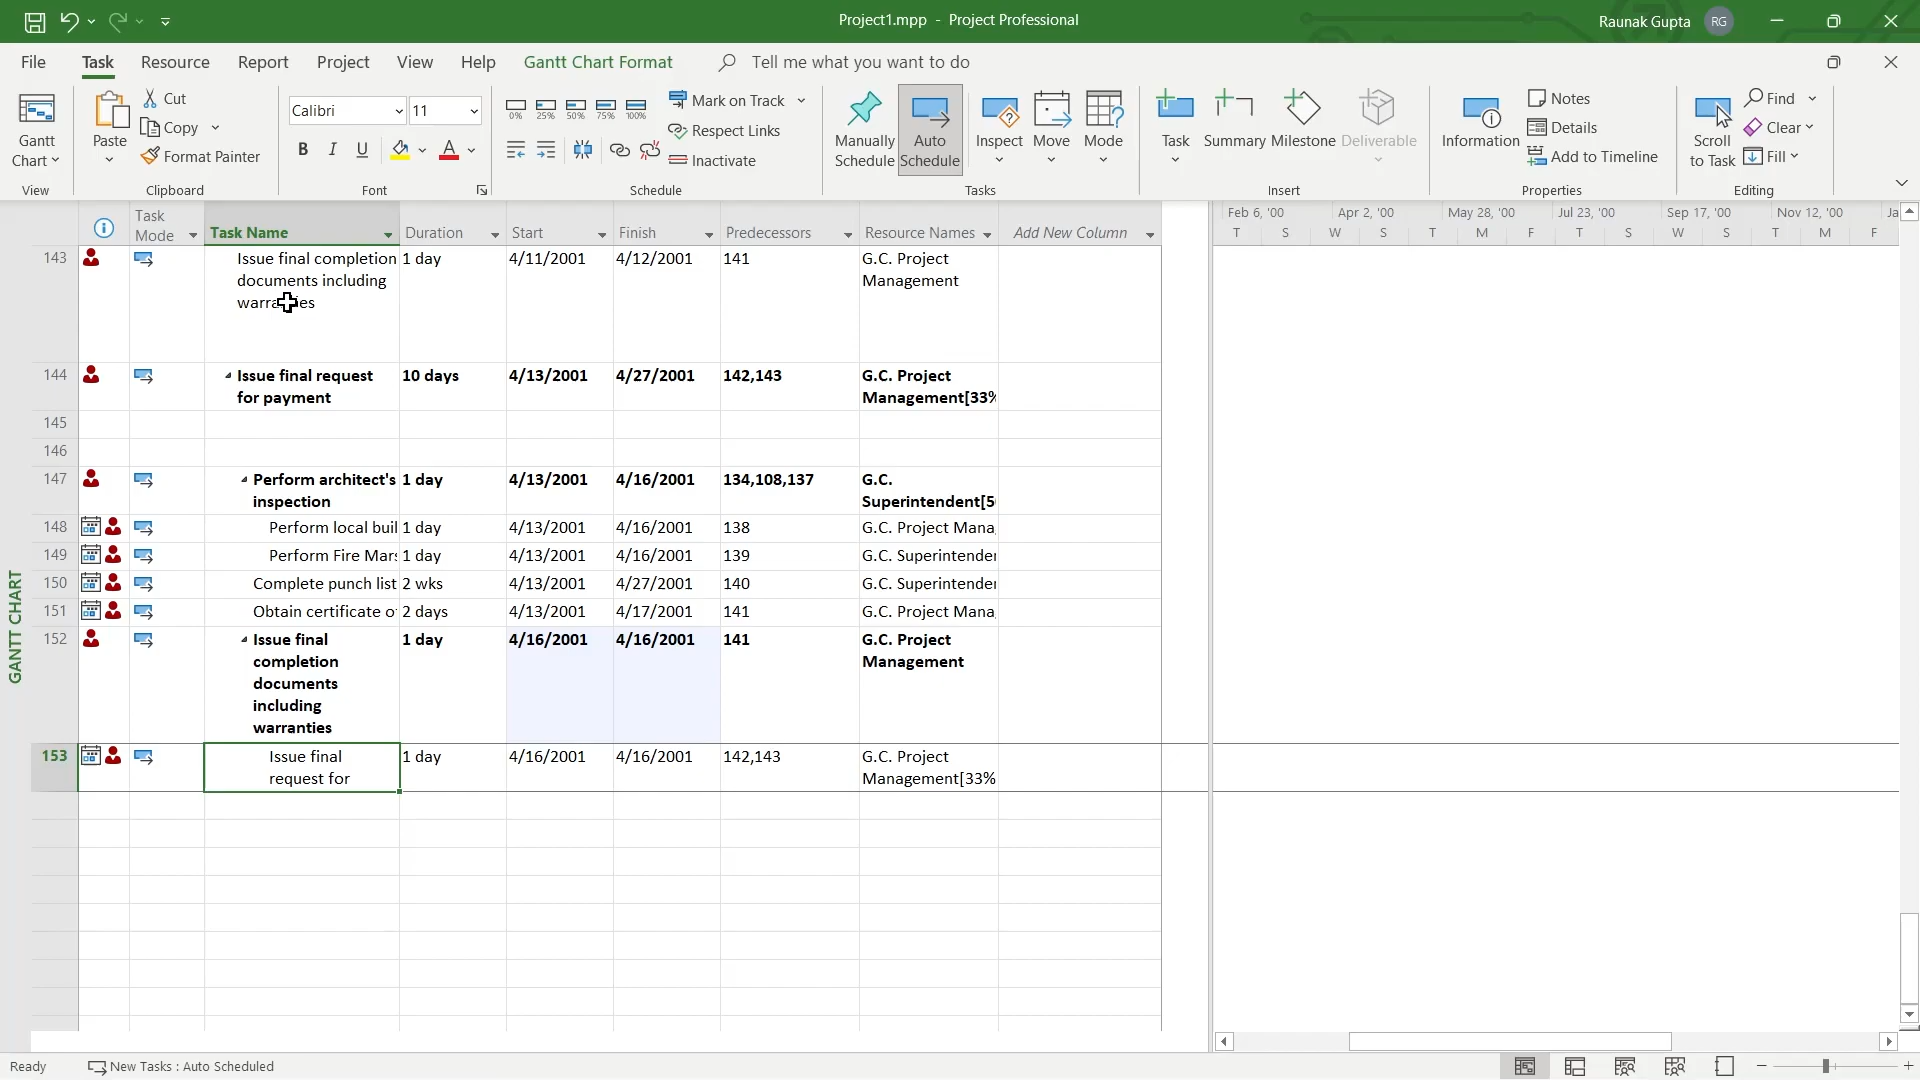 Project1.mpp - Project Professional
Raunak Gupta RG
File Task Resource Report Project View Help Gantt Chart Format Tell me what you want to do
Gantt Chart
View
Paste
Cut
Copy
Format Painter
Clipboard
Calibri 11
B I U A
Font
0% 25% 50% 75% 100%
Mark on Track
Respect Links
Inactivate
Schedule
Manually Schedule
Auto Schedule
Inspect
Move
Mode
Tasks
Task
Summary
Milestone
Deliverable
Insert
Information
Notes
Details
Add to Timeline
Properties
Scroll to Task
Find
Clear
Fill
Editing
Task Mode Task Name Duration Start Finish Predecessors Resource Names Add New Column
Feb 6, '00 Apr 2, '00 May 28, '00 Jul 23, '00 Sep 17, '00 Nov 12, '00 Ja
T S W S T M F T S W S T M F
143 Issue final completion documents including warranties 1 day 4/11/2001 4/12/2001 141 G.C. Project Management
144 Issue final request for payment 10 days 4/13/2001 4/27/2001 142,143 G.C. Project Management[33%
145
146
147 Perform architect's inspection 1 day 4/13/2001 4/16/2001 134,108,137 G.C. Superintendent[5
148 Perform local buil 1 day 4/13/2001 4/16/2001 138 G.C. Project Mana
149 Perform Fire Mar 1 day 4/13/2001 4/16/2001 139 G.C. Superintende
150 Complete punch list 2 wks 4/13/2001 4/27/2001 140 G.C. Superintende
151 Obtain certificate o 2 days 4/13/2001 4/17/2001 141 G.C. Project Mana
152 Issue final completion documents including warranties 1 day 4/16/2001 4/16/2001 141 G.C. Project Management
153 Issue final request for 1 day 4/16/2001 4/16/2001 142,143 G.C. Project Management[33%
GANTT CHART
Ready New Tasks : Auto Scheduled